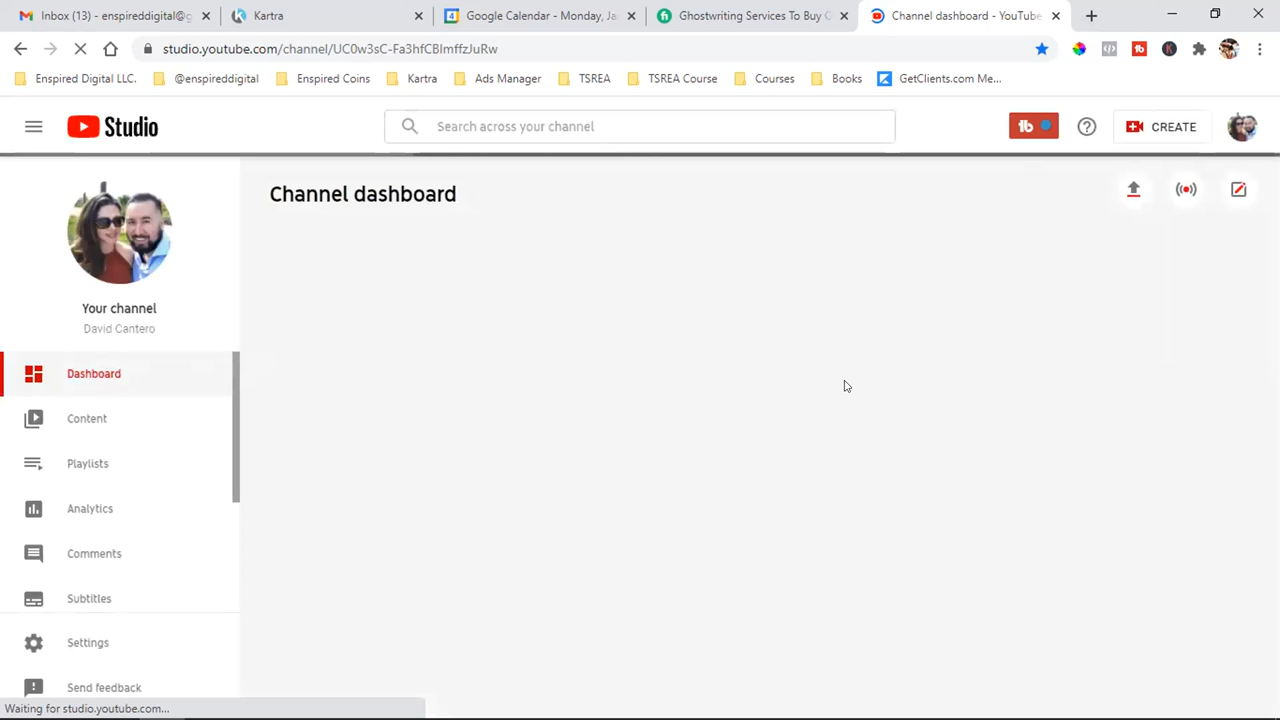 Inbox (13) - enspireddigital@g
Kartra
Google Calendar - Monday, Ja
Ghostwriting Services To Buy O
Channel dashboard - YouTube
studio.youtube.com/channel/UC0w3sC-Fa3hfCBlmffzJuRw
Enspired Digital LLC.
@enspireddigital
Enspired Coins
Kartra
Ads Manager
TSREA
TSREA Course
Courses
Books
GetClients.com Me...
Studio
Search across your channel
tb
CREATE
Channel dashboard
Your channel
David Cantero
Dashboard
Content
Playlists
Analytics
Comments
Subtitles
Settings
Send feedback
Waiting for studio.youtube.com...